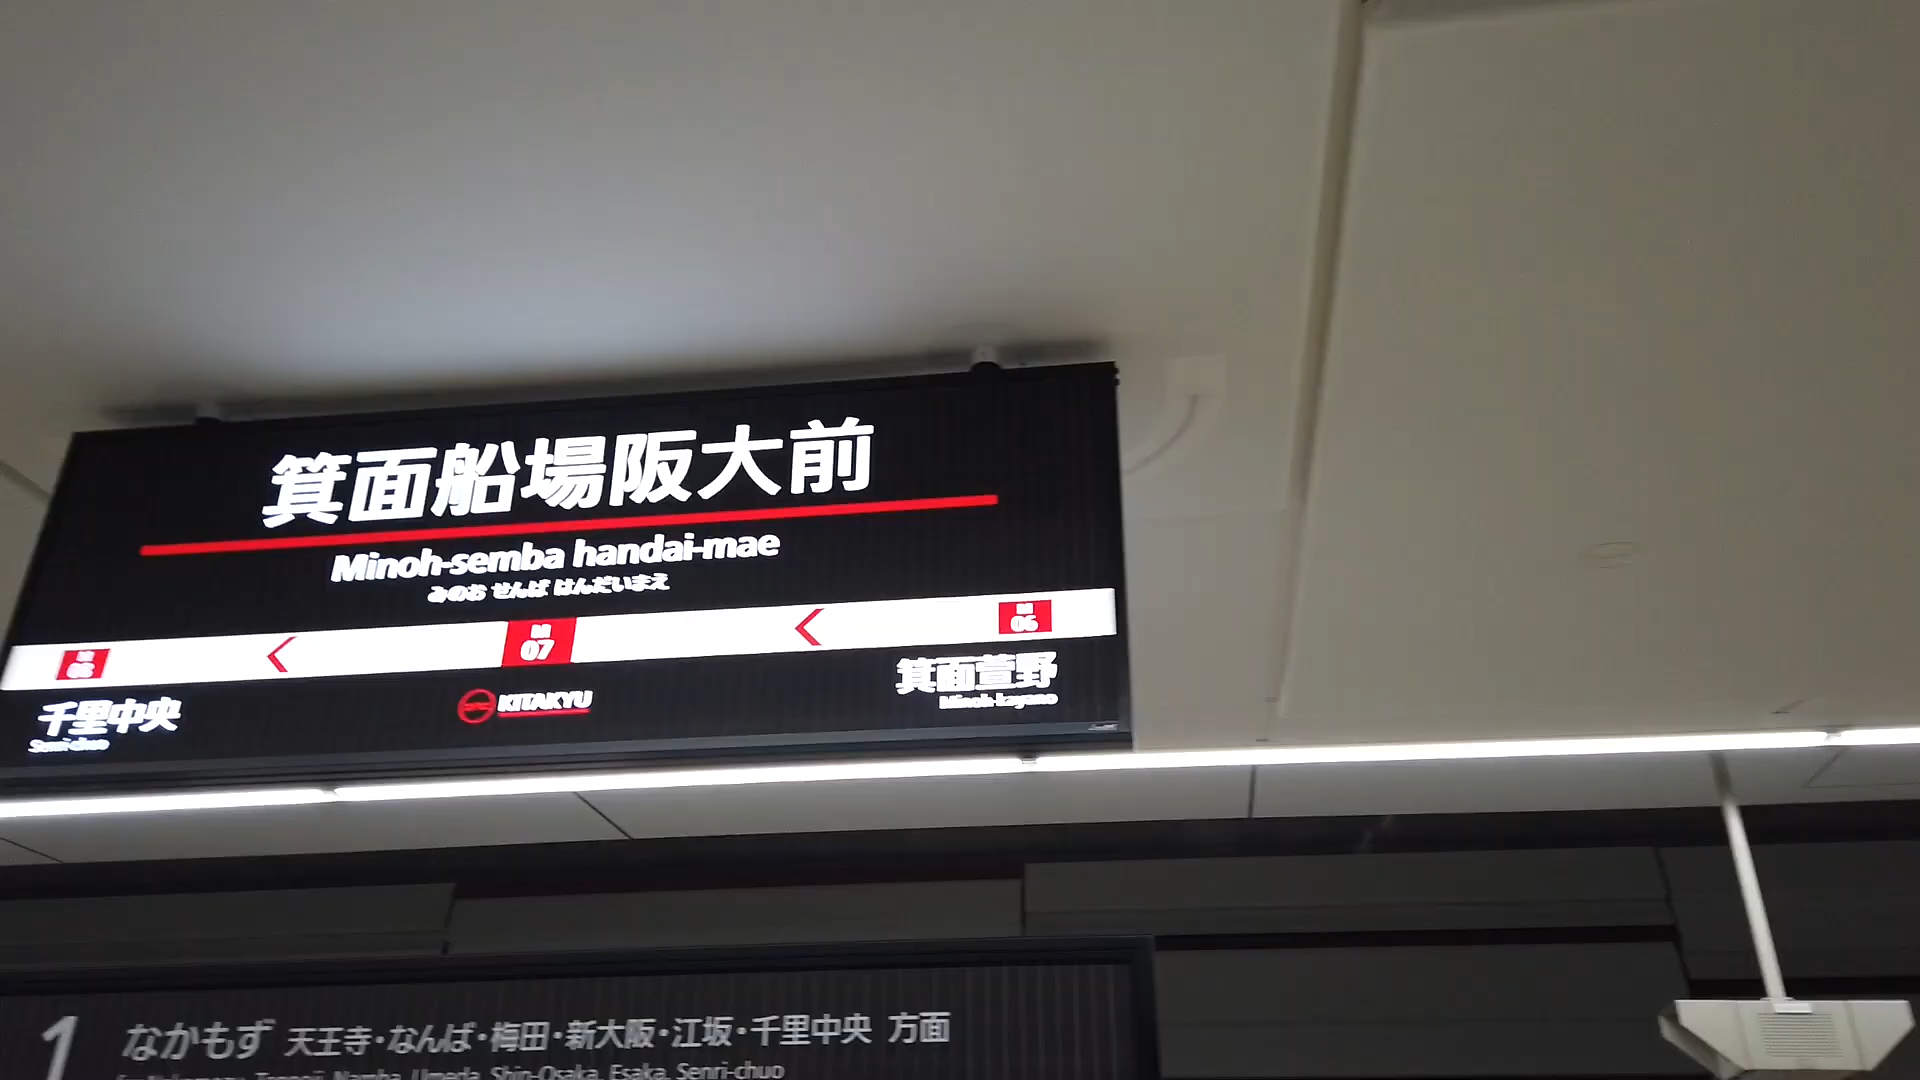 箕面船場阪大前
Minoh-semba handai-mae
みのお せんば はんだいまえ
M 08 M 07 M 06
千里中央 KITAKYU 箕面萱野
Senri-chuo Minoh-kayano
1 なかもず 天王寺・なんば・梅田・新大阪・江坂・千里中央 方面
Nakamozu, Tennoji, Namba, Umeda, Shin-Osaka, Esaka, Senri-chuo